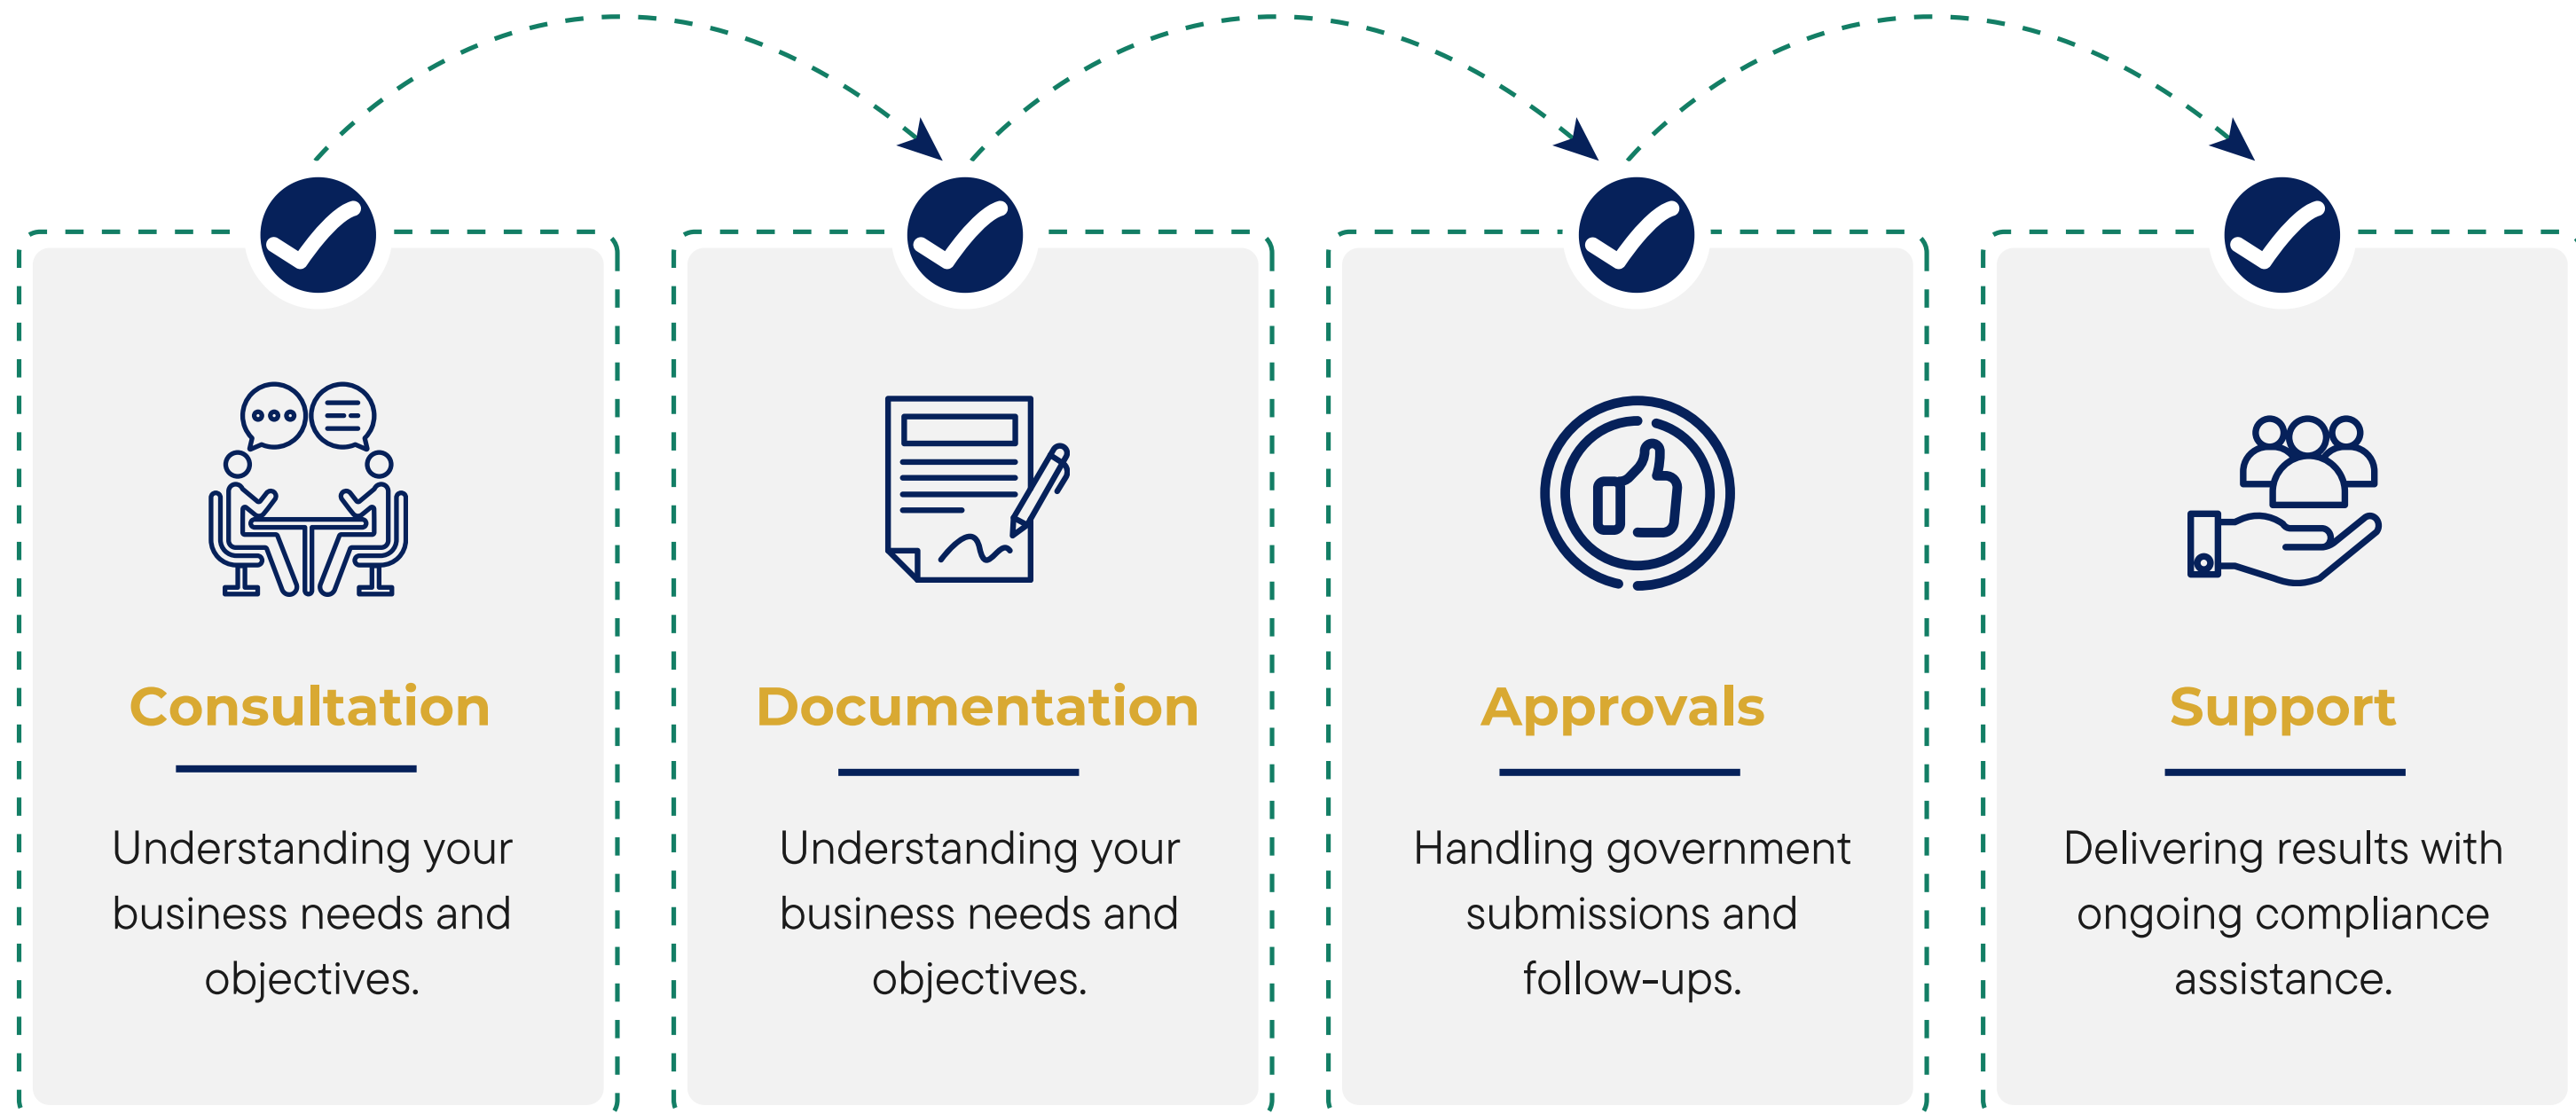 Consultation
Understanding your
business needs and
objectives.
Documentation
Understanding your
business needs and
objectives.
Approvals
Handling government
submissions and
follow-ups.
Support
Delivering results with
ongoing compliance
assistance.